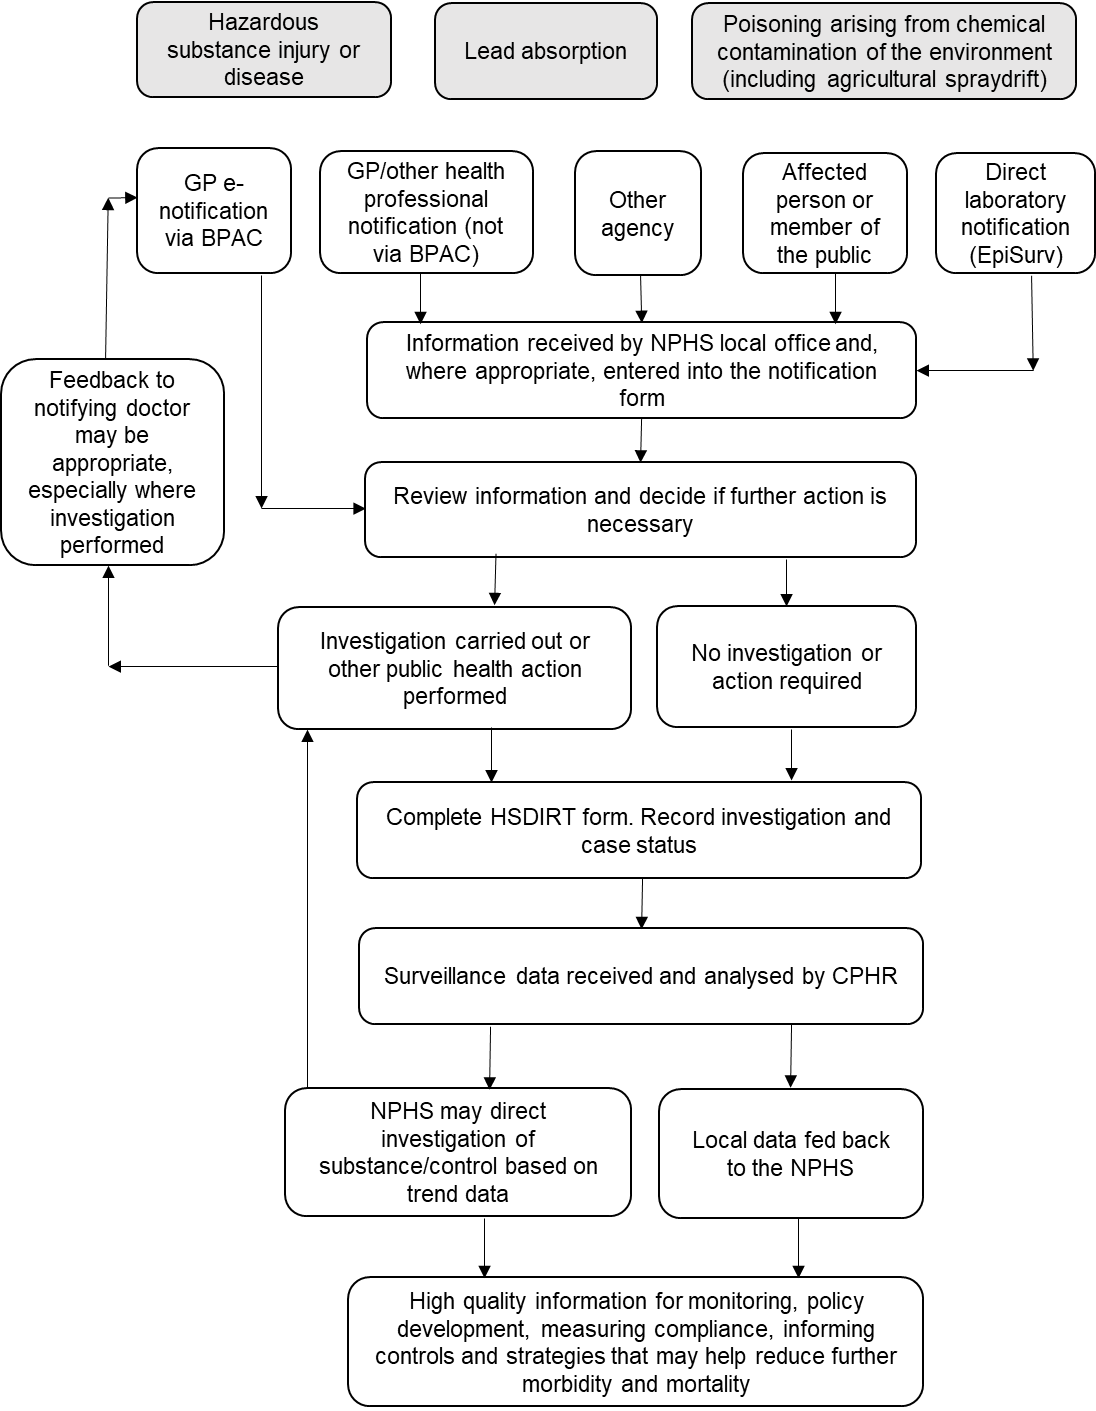 Hazardous
substance injury or
disease
Lead absorption
Poisoning arising from chemical
contamination of the environment
(including agricultural spraydrift)
GP e-
notification
via BPAC
GP/other health
professional
notification (not
via BPAC)
Other
agency
Affected
person or
member of
the public
Direct
laboratory
notification
(EpiSurv)
Information received by NPHS local office and,
where appropriate, entered into the notification
form
Feedback to
notifying doctor
may be
appropriate,
especially where
investigation
performed
Review information and decide if further action is
necessary
Investigation carried out or
other public health action
performed
No investigation or
action required
Complete HSDIRT form. Record investigation and
case status
Surveillance data received and analysed by CPHR
NPHS may direct
investigation of
substance/control based on
trend data
Local data fed back
to the NPHS
High quality information for monitoring, policy
development, measuring compliance, informing
controls and strategies that may help reduce further
morbidity and mortality